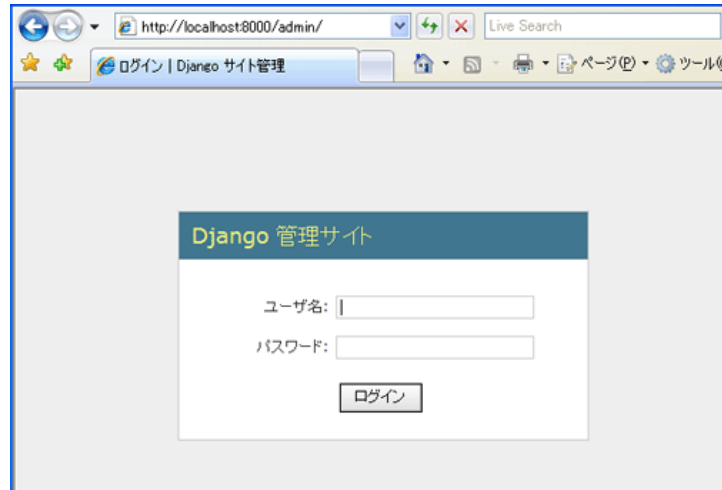 http://localhost:8000/admin/
Live Search
ログイン | Django サイト管理
ページ(P)
ツール(
Django 管理サイト
ユーザ名:
パスワード:
ログイン